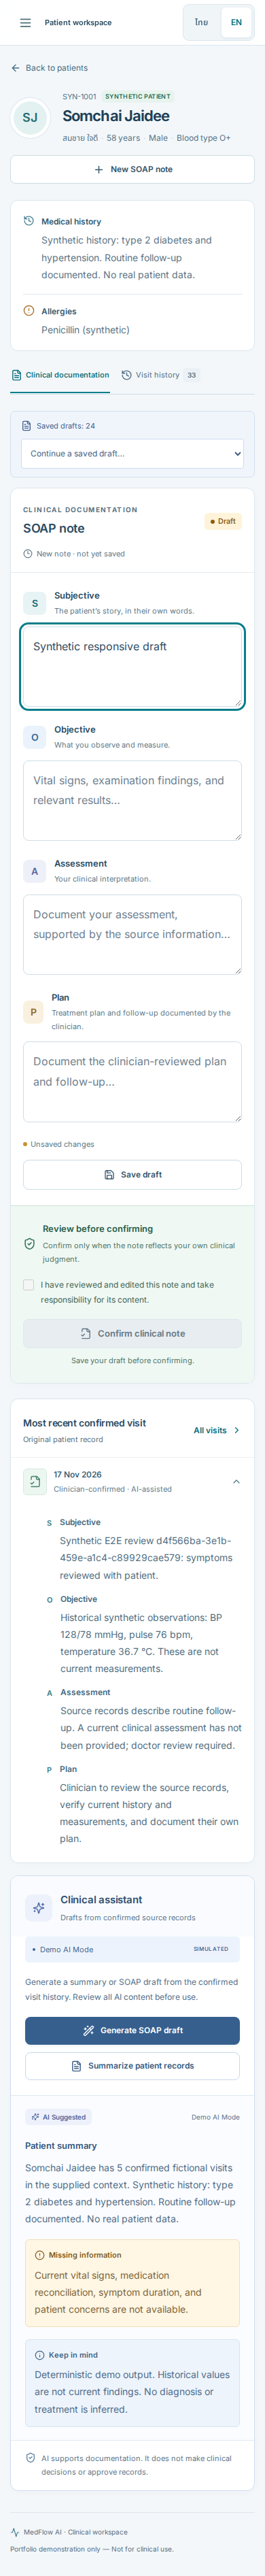 Patient workspace
ไทย
EN
Back to patients
SJ
SYN-1001
SYNTHETIC PATIENT
Somchai Jaidee
สมชาย ใจดี · 58 years · Male · Blood type O+
New SOAP note
Medical history
Synthetic history: type 2 diabetes and
hypertension. Routine follow-up
documented. No real patient data.
Allergies
Penicillin (synthetic)
Clinical documentation
Visit history 33
Saved drafts: 24
Continue a saved draft...
CLINICAL DOCUMENTATION
SOAP note
Draft
New note · not yet saved
S
Subjective
The patient's story, in their own words.
Synthetic responsive draft
O
Objective
What you observe and measure.
Vital signs, examination findings, and
relevant results...
A
Assessment
Your clinical interpretation.
Document your assessment,
supported by the source information...
P
Plan
Treatment plan and follow-up documented by the
clinician.
Document the clinician-reviewed plan
and follow-up...
Unsaved changes
Save draft
Review before confirming
Confirm only when the note reflects your own clinical
judgment.
I have reviewed and edited this note and take
responsibility for its content.
Confirm clinical note
Save your draft before confirming.
Most recent confirmed visit
Original patient record
All visits
17 Nov 2026
Clinician-confirmed · AI-assisted
S Subjective
Synthetic E2E review d4f566ba-3e1b-
459e-a1c4-c89929cae579: symptoms
reviewed with patient.
O Objective
Historical synthetic observations: BP
128/78 mmHg, pulse 76 bpm,
temperature 36.7 °C. These are not
current measurements.
A Assessment
Source records describe routine follow-
up. A current clinical assessment has not
been provided; doctor review required.
P Plan
Clinician to review the source records,
verify current history and
measurements, and document their own
plan.
Clinical assistant
Drafts from confirmed source records
Demo AI Mode
SIMULATED
Generate a summary or SOAP draft from the confirmed
visit history. Review all AI content before use.
Generate SOAP draft
Summarize patient records
AI Suggested
Demo AI Mode
Patient summary
Somchai Jaidee has 5 confirmed fictional visits
in the supplied context. Synthetic history: type
2 diabetes and hypertension. Routine follow-up
documented. No real patient data.
Missing information
Current vital signs, medication
reconciliation, symptom duration, and
patient concerns are not available.
Keep in mind
Deterministic demo output. Historical values
are not current findings. No diagnosis or
treatment is inferred.
AI supports documentation. It does not make clinical
decisions or approve records.
MedFlow AI · Clinical workspace
Portfolio demonstration only — Not for clinical use.